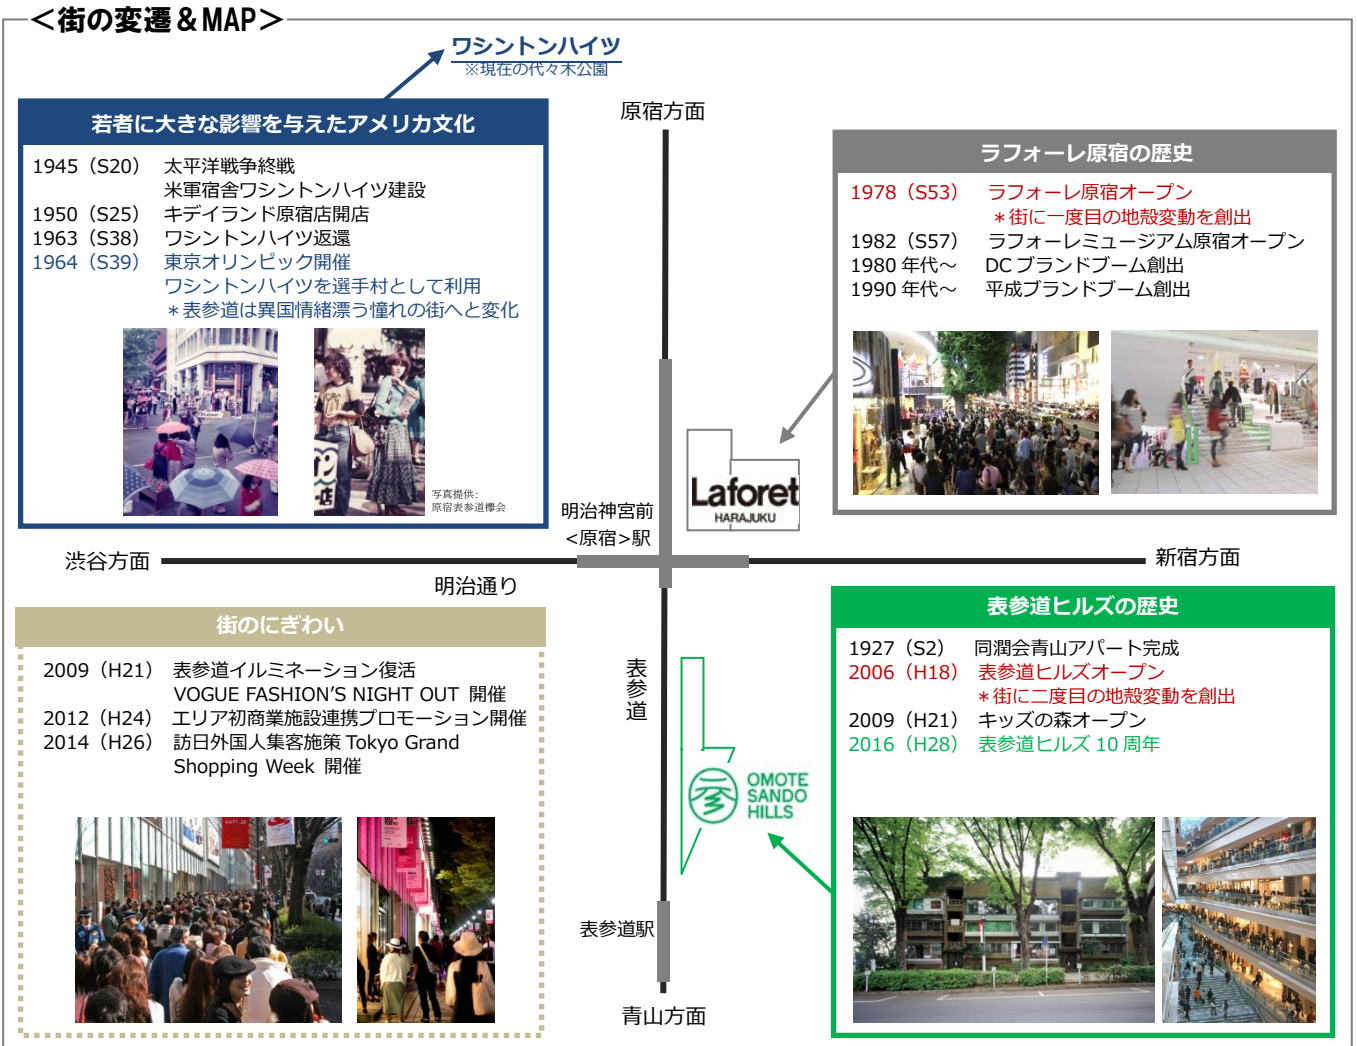 ＜街の変遷＆MAP＞
ワシントンハイツ
※現在の代々木公園
若者に大きな影響を与えたアメリカ文化
1945（S20） 太平洋戦争終戦
米軍宿舎ワシントンハイツ建設
1950（S25） キデイランド原宿店開店
1963（S38） ワシントンハイツ返還
1964（S39） 東京オリンピック開催
ワシントンハイツを選手村として利用
＊表参道は異国情緒漂う憧れの街へと変化
写真提供：
原宿表参道欅会
原宿方面
ラフォーレ原宿の歴史
1978（S53） ラフォーレ原宿オープン
＊街に一度目の地殻変動を創出
1982（S57） ラフォーレミュージアム原宿オープン
1980 年代～ DC ブランドブーム創出
1990 年代～ 平成ブランドブーム創出
Laforet
HARAJUKU
明治神宮前
<原宿>駅
渋谷方面
新宿方面
明治通り
街のにぎわい
2009（H21） 表参道イルミネーション復活
VOGUE FASHION'S NIGHT OUT 開催
2012（H24） エリア初商業施設連携プロモーション開催
2014（H26） 訪日外国人集客施策 Tokyo Grand
Shopping Week 開催
表参道
OMOTE
SANDO
HILLS
表参道駅
青山方面
表参道ヒルズの歴史
1927（S2） 同潤会青山アパート完成
2006（H18） 表参道ヒルズオープン
＊街に二度目の地殻変動を創出
2009（H21） キッズの森オープン
2016（H28） 表参道ヒルズ 10 周年